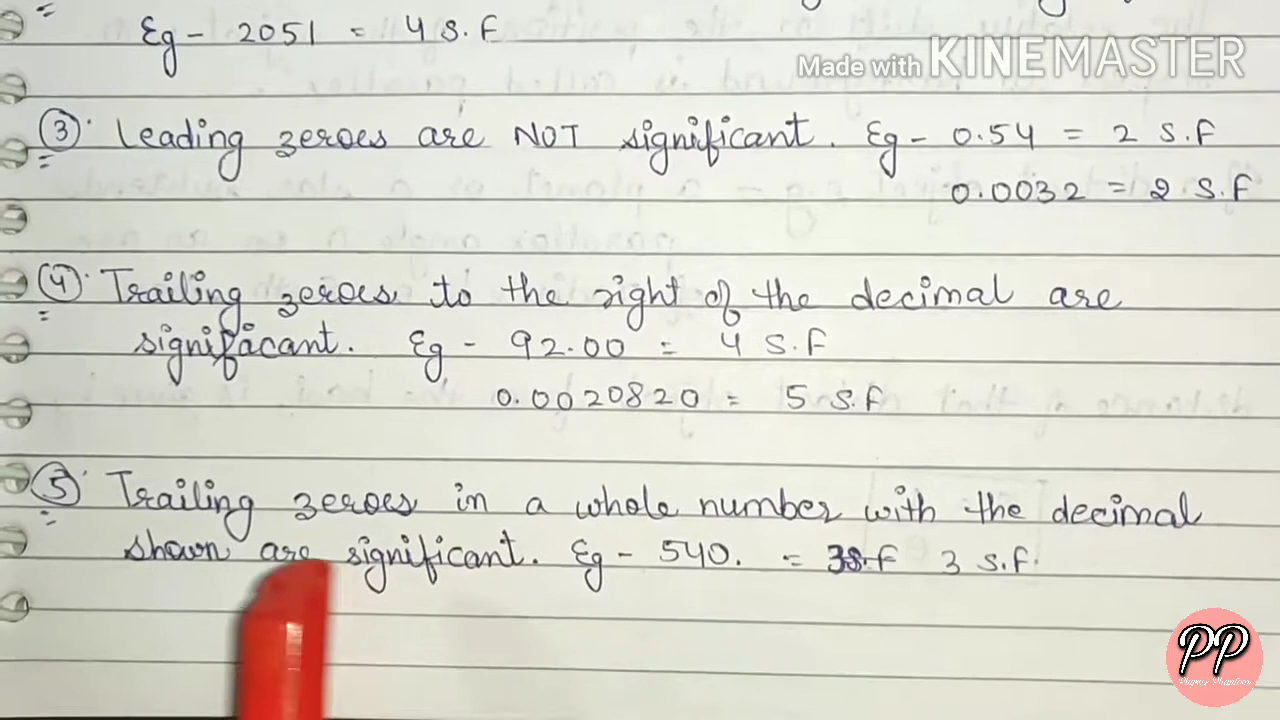 Eg - 2051 = 4 S.F
Made with KINEMASTER
③ Leading zeroes are NOT significant. Eg - 0.54 = 2 S.F
0.0032 = 2 S.F
④ Trailing zeroes to the right of the decimal are
significant. Eg - 92.00 = 4 S.F
0.0020820 = 5 S.F
⑤ Trailing zeroes in a whole number with the decimal
shown are significant. Eg - 540. = 3S.F 3 S.F.
PP